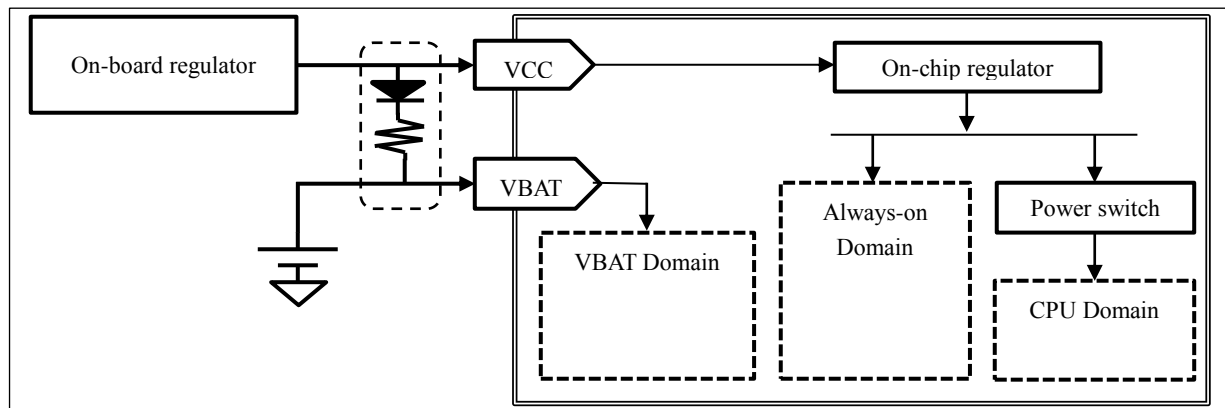 On-board regulator
VCC
On-chip regulator
VBAT
Always-on
Domain
Power switch
VBAT Domain
CPU Domain